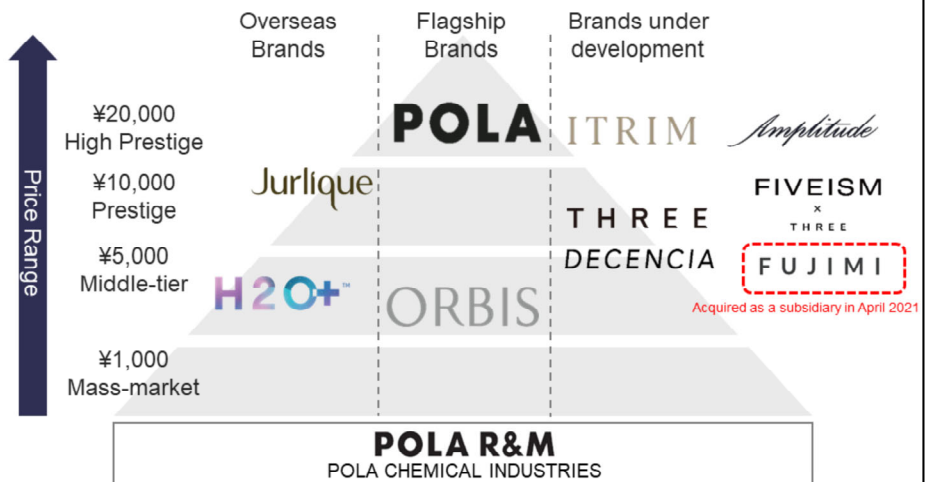 Overseas
Brands
Flagship
Brands
Brands under
development
Price Range
¥20,000
High Prestige
POLA
ITRIM
Amplitude
¥10,000
Prestige
Jurlique
THREE
FIVEISM
×
THREE
¥5,000
Middle-tier
H2O+™
ORBIS
DECENCIA
FUJIMI
Acquired as a subsidiary in April 2021
¥1,000
Mass-market
POLA R&M
POLA CHEMICAL INDUSTRIES